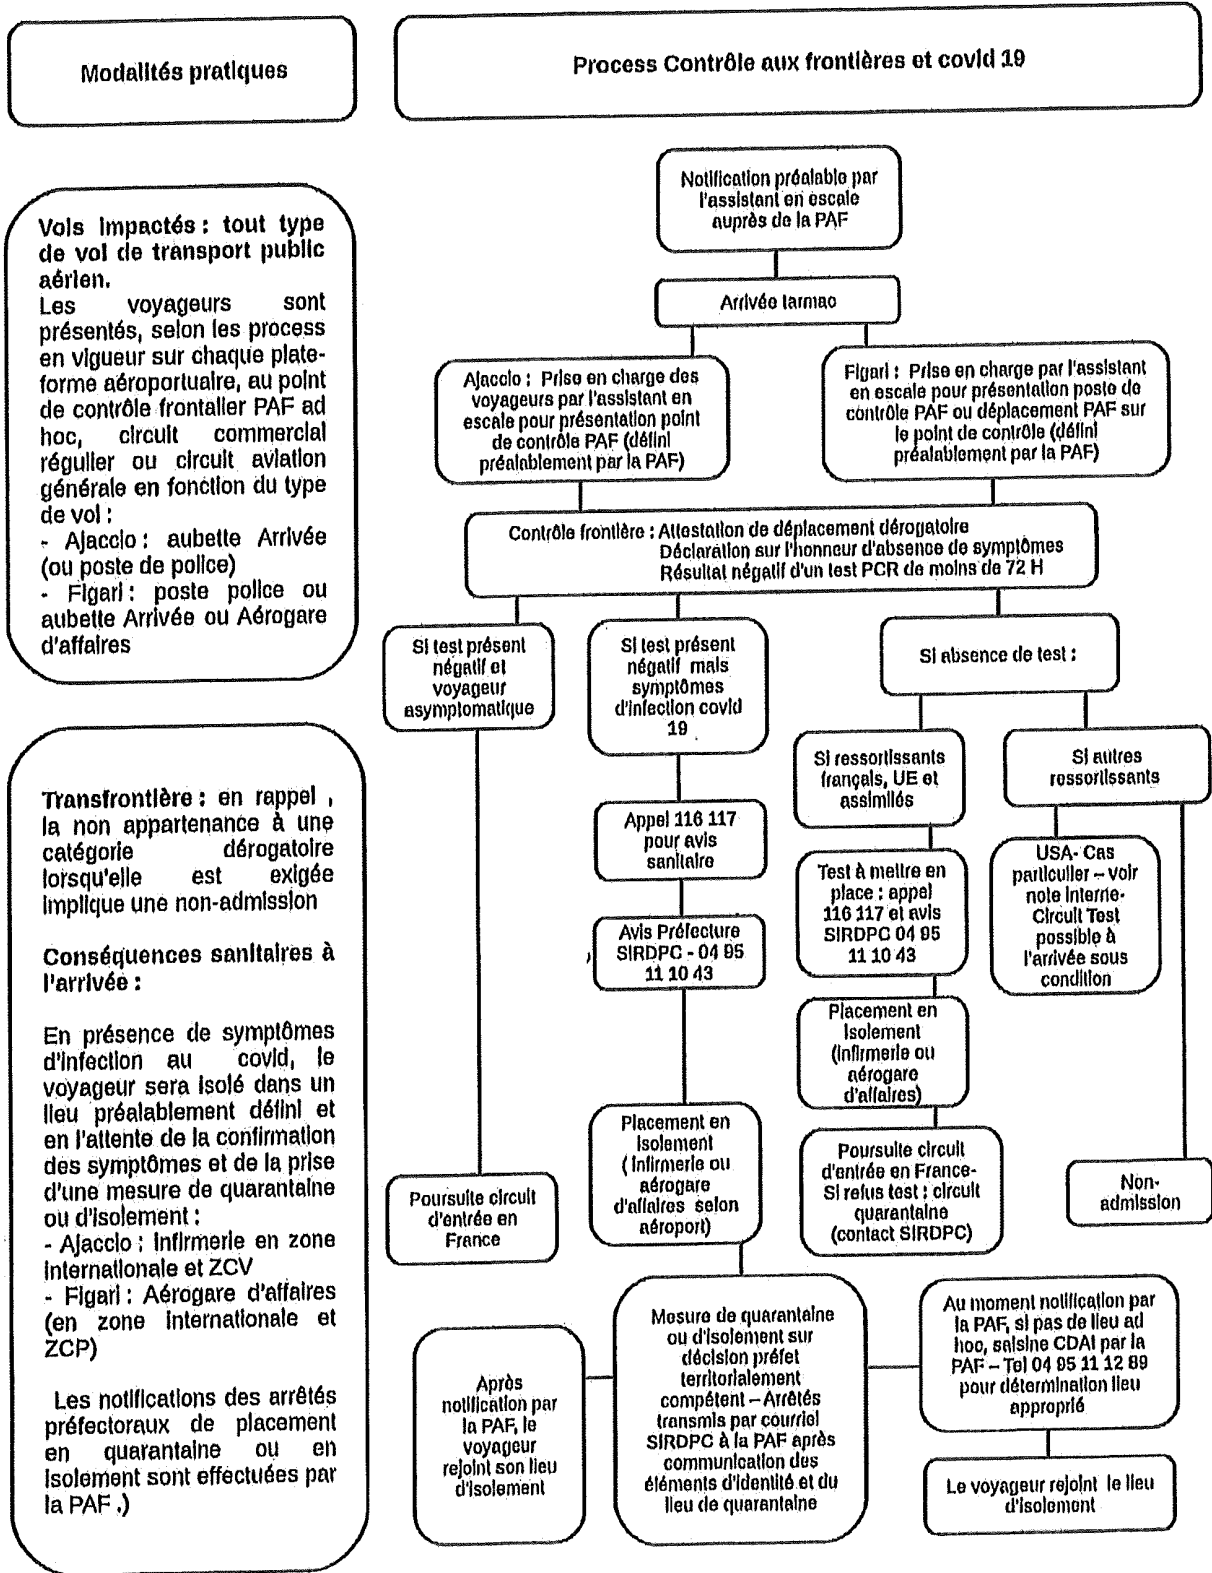 Modalités pratiques
Process Contrôle aux frontières et covid 19
Vols impactés : tout type
de vol de transport public
aérien.
Les voyageurs sont
présentés, selon les process
en vigueur sur chaque plate-
forme aéroportuaire, au point
de contrôle frontalier PAF ad
hoc, circuit commercial
régulier ou circuit aviation
générale en fonction du type
de vol :
- Ajaccio : aubette Arrivée
(ou poste de police)
- Figari : poste police ou
aubette Arrivée ou Aérogare
d'affaires
Transfrontière : en rappel ,
la non appartenance à une
catégorie dérogatoire
lorsqu'elle est exigée
implique une non-admission
Conséquences sanitaires à
l'arrivée :
En présence de symptômes
d'infection au covid, le
voyageur sera isolé dans un
lieu préalablement défini et
en l'attente de la confirmation
des symptômes et de la prise
d'une mesure de quarantaine
ou d'isolement :
- Ajaccio : Infirmerie en zone
internationale et ZCV
- Figari : Aérogare d'affaires
(en zone internationale et
ZCP)
Les notifications des arrêtés
préfectoraux de placement
en quarantaine ou en
isolement sont effectuées par
la PAF .)
Notification préalable par
l'assistant en escale
auprès de la PAF
Arrivée tarmac
Ajaccio : Prise en charge des
voyageurs par l'assistant en
escale pour présentation point
de contrôle PAF (défini
préalablement par la PAF)
Figari : Prise en charge par l'assistant
en escale pour présentation poste de
contrôle PAF ou déplacement PAF sur
le point de contrôle (défini
préalablement par la PAF)
Contrôle frontière : Attestation de déplacement dérogatoire
Déclaration sur l'honneur d'absence de symptômes
Résultat négatif d'un test PCR de moins de 72 H
Si test présent
négatif et
voyageur
asymptomatique
Si test présent
négatif mais
symptômes
d'infection covid
19
Si absence de test :
Si ressortissants
français, UE et
assimilés
Si autres
ressortissants
Appel 116 117
pour avis
sanitaire
Test à mettre en
place : appel
116 117 et avis
SIRDPC 04 95
11 10 43
USA- Cas
particulier – voir
note interne-
Circuit Test
possible à
l'arrivée sous
condition
Avis Préfecture
SIRDPC - 04 95
11 10 43
Placement en
isolement
(infirmerie ou
aérogare
d'affaires)
Placement en
isolement
( infirmerie ou
aérogare
d'affaires selon
aéroport)
Poursuite circuit
d'entrée en
France
Poursuite circuit
d'entrée en France-
Si refus test : circuit
quarantaine
(contact SIRDPC)
Non-
admission
Après
notification par
la PAF, le
voyageur
rejoint son lieu
d'isolement
Mesure de quarantaine
ou d'isolement sur
décision préfet
territorialement
compétent – Arrêtés
transmis par courriel
SIRDPC à la PAF après
communication des
éléments d'identité et du
lieu de quarantaine
Au moment notification par
la PAF, si pas de lieu ad
hoc, saisine CDAI par la
PAF – Tel 04 95 11 12 89
pour détermination lieu
approprié
Le voyageur rejoint le lieu
d'isolement